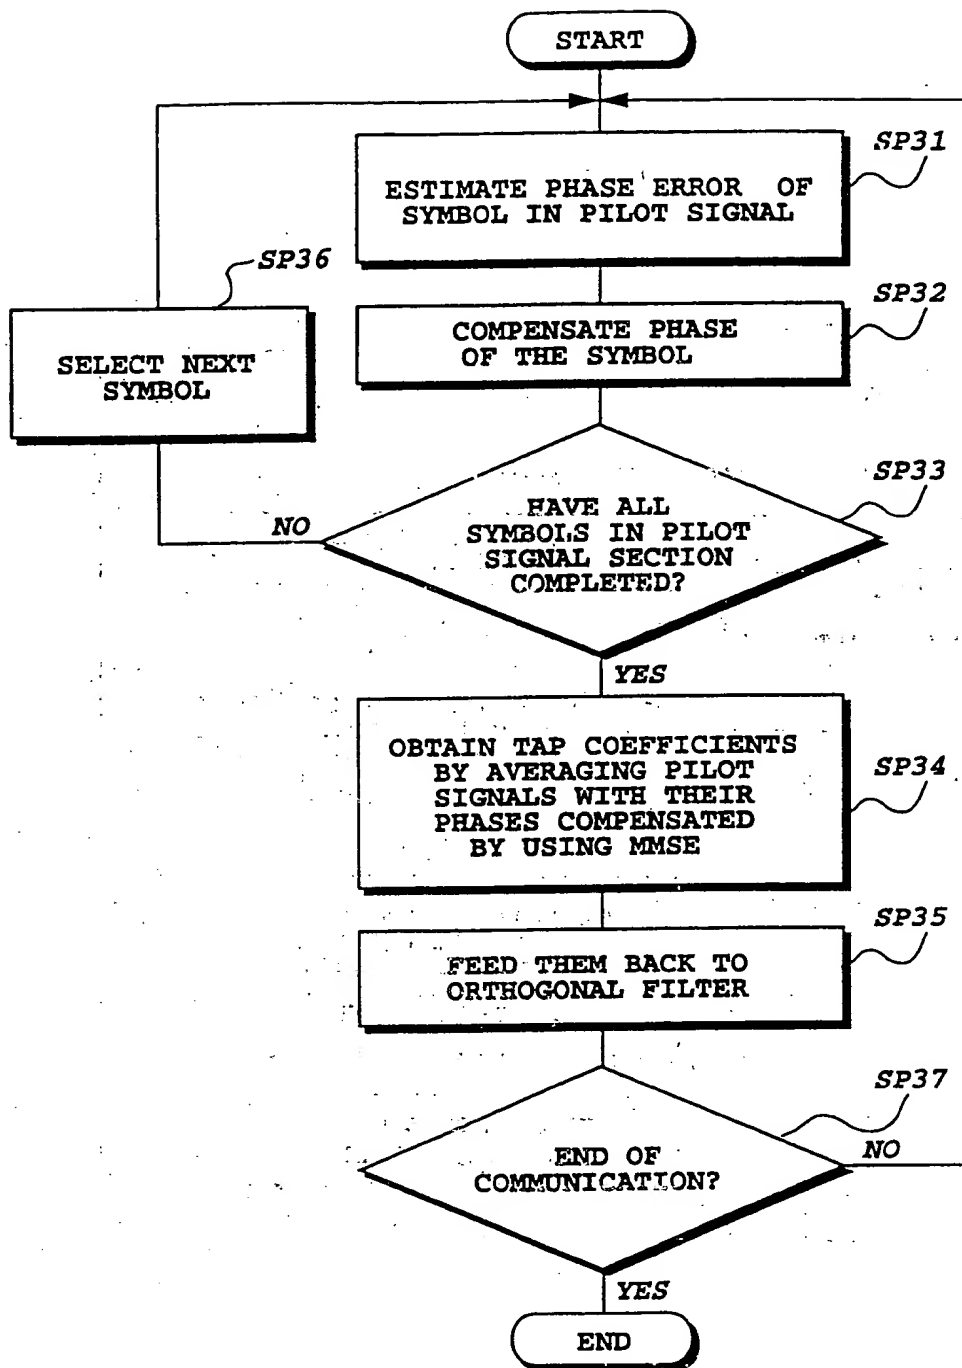 START
SP31
ESTIMATE PHASE ERROR OF
SYMBOL IN PILOT SIGNAL
SP36
SP32
COMPENSATE PHASE
OF THE SYMBOL
SELECT NEXT
SYMBOL
SP33
HAVE ALL
SYMBOLS IN PILOT
SIGNAL SECTION
COMPLETED?
NO
YES
OBTAIN TAP COEFFICIENTS
BY AVERAGING PILOT
SIGNALS WITH THEIR
PHASES COMPENSATED
BY USING MMSE
SP34
SP35
FEED THEM BACK TO
ORTHOGONAL FILTER
SP37
END OF
COMMUNICATION?
NO
YES
END